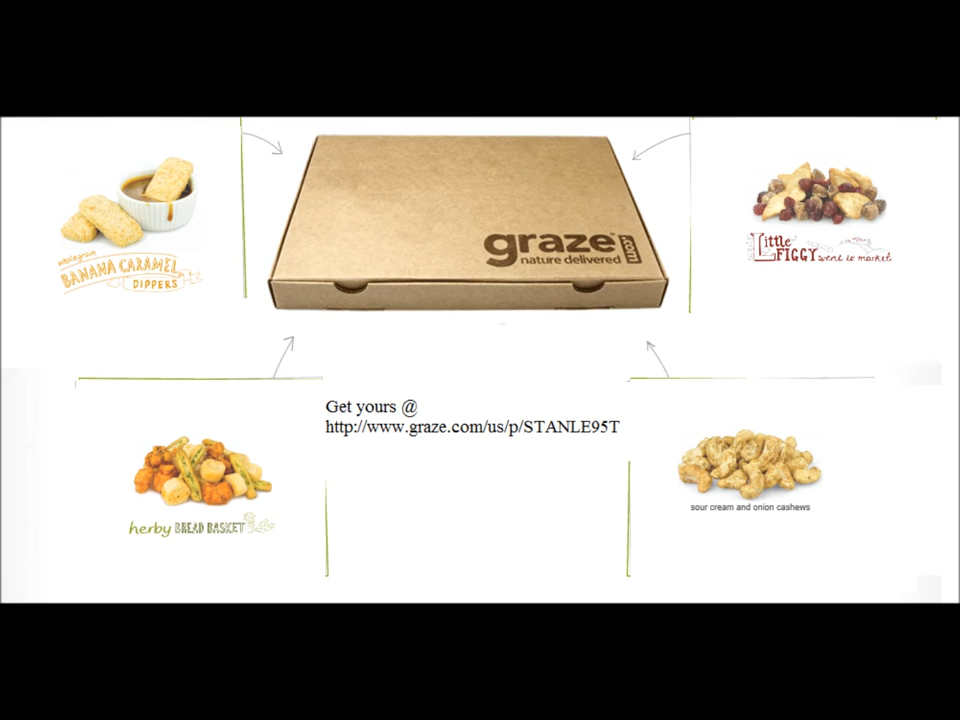 graze.com
nature delivered
wholegrain
BANANA CARAMEL
DIPPERS
Little
FIGGY went to market
Get yours @
http://www.graze.com/us/p/STANLE95T
herby BREAD BASKET
sour cream and onion cashews